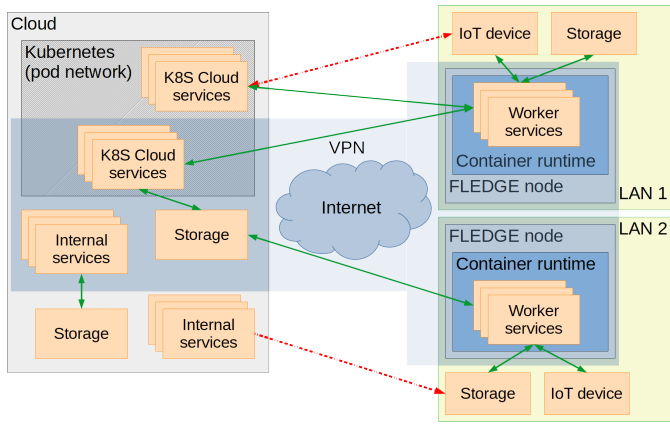 Cloud
Kubernetes
(pod network)
K8S Cloud
services
K8S Cloud
services
Internal
services
Storage
Storage
Internal
services
VPN
Internet
IoT device
Storage
Worker
services
Container runtime
FLEDGE node
LAN 1
LAN 2
FLEDGE node
Container runtime
Worker
services
Storage
IoT device